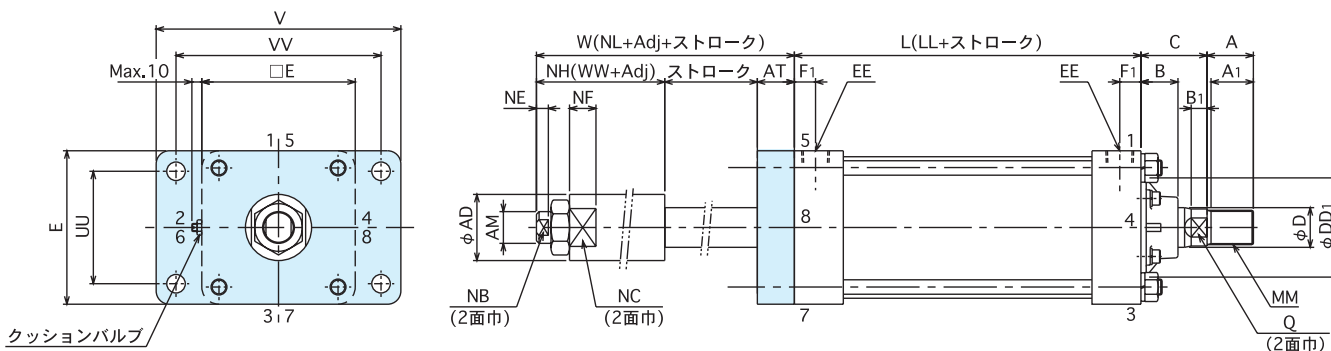 V
VV
Max.10
□E
1 5
E
UU
2
6
4
8
3 7
クッションバルブ
W(NL+Adj+ストローク)
L(LL+ストローク)
C
A
NH(WW+Adj)
ストローク
AT
F1
EE
EE
F1
B
A1
NE
NF
B1
5
1
φAD
AM
8
4
φD
φDD1
NB
(2面巾)
NC
(2面巾)
7
3
MM
Q
(2面巾)